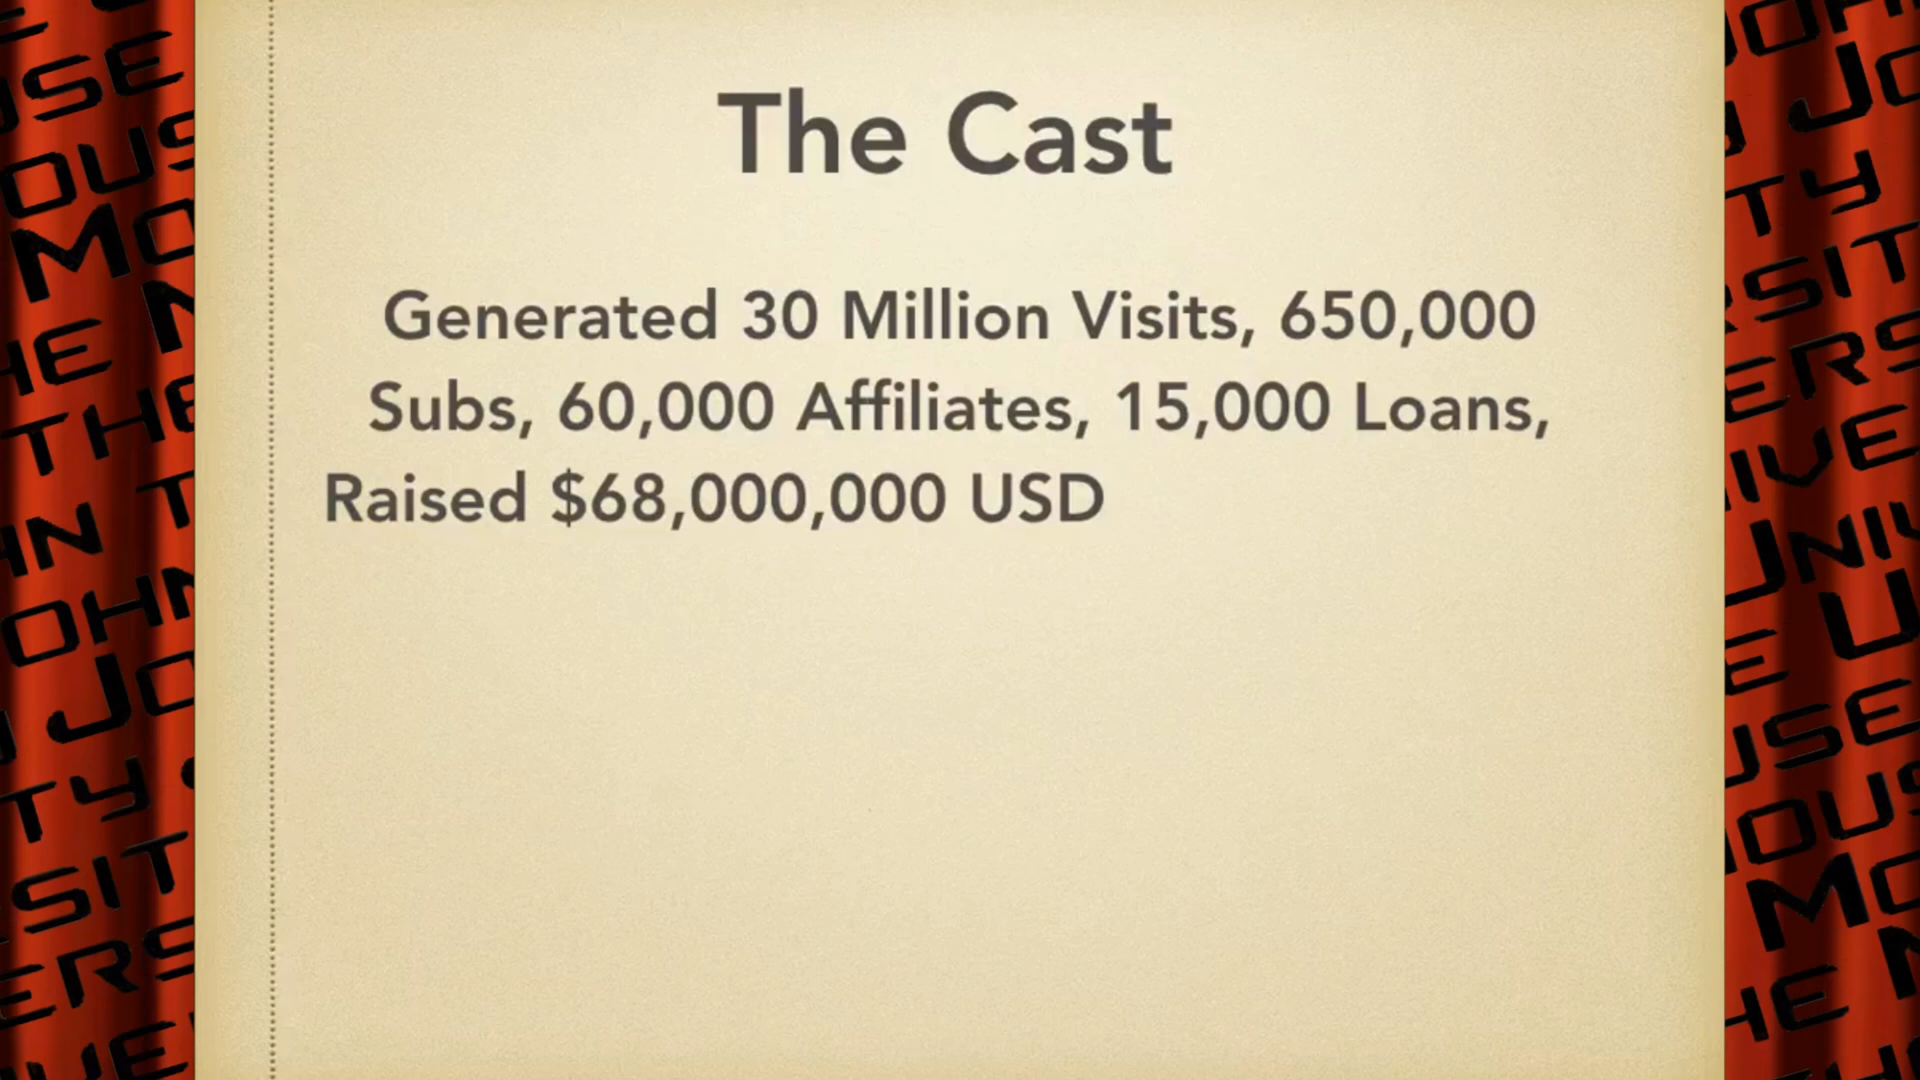 The Cast
Generated 30 Million Visits, 650,000
Subs, 60,000 Affiliates, 15,000 Loans,
Raised $68,000,000 USD